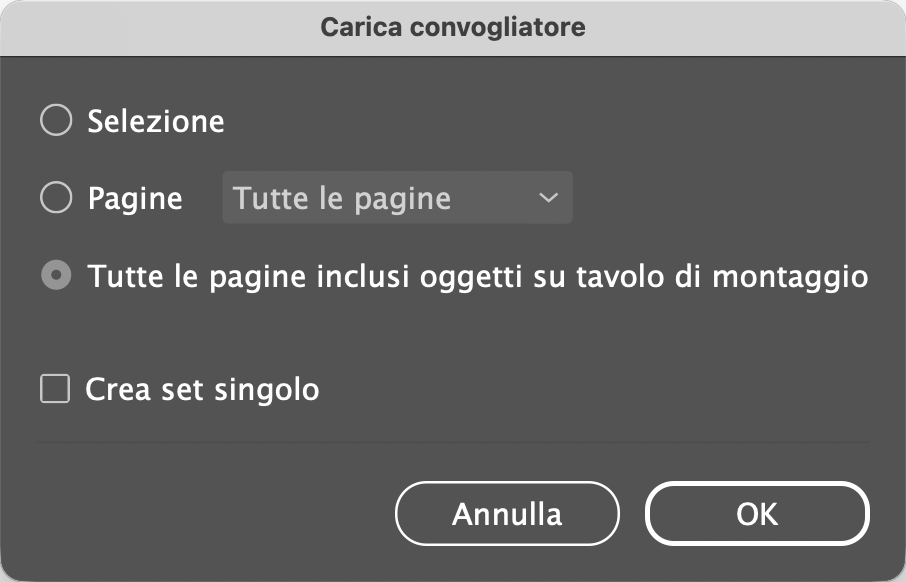 Carica convogliatore
Selezione
Pagine Tutte le pagine
Tutte le pagine inclusi oggetti su tavolo di montaggio
Crea set singolo
Annulla OK